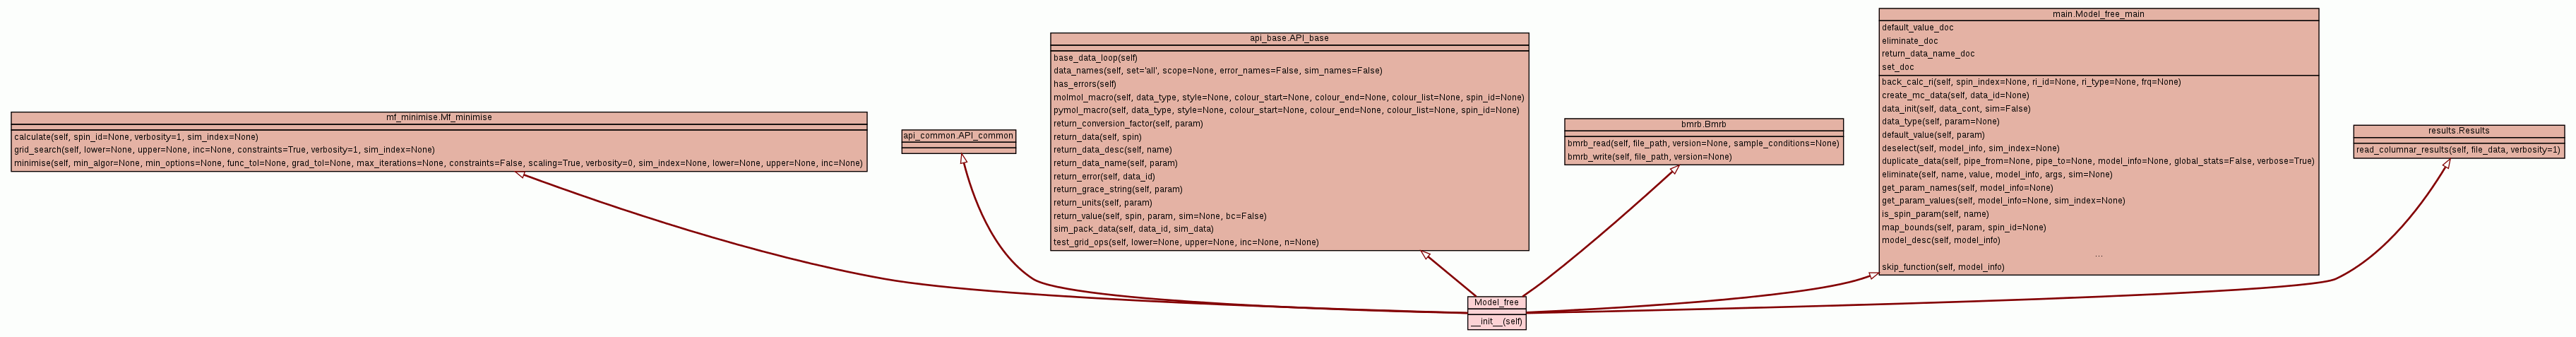 mf_minimise.Mf_minimise
calculate(self, spin_id=None, verbosity=1, sim_index=None)
grid_search(self, lower=None, upper=None, inc=None, constraints=True, verbosity=1, sim_index=None)
minimise(self, min_algor=None, min_options=None, func_tol=None, grad_tol=None, max_iterations=None, constraints=False, scaling=True, verbosity=0, sim_index=None, lower=None, upper=None, inc=None)
api_common.API_common
api_base.API_base
base_data_loop(self)
data_names(self, set='all', scope=None, error_names=False, sim_names=False)
has_errors(self)
molmol_macro(self, data_type, style=None, colour_start=None, colour_end=None, colour_list=None, spin_id=None)
pymol_macro(self, data_type, style=None, colour_start=None, colour_end=None, colour_list=None, spin_id=None)
return_conversion_factor(self, param)
return_data(self, spin)
return_data_desc(self, name)
return_data_name(self, param)
return_error(self, data_id)
return_grace_string(self, param)
return_units(self, param)
return_value(self, spin, param, sim=None, bc=False)
sim_pack_data(self, data_id, sim_data)
test_grid_ops(self, lower=None, upper=None, inc=None, n=None)
bmrb.Bmrb
bmrb_read(self, file_path, version=None, sample_conditions=None)
bmrb_write(self, file_path, version=None)
main.Model_free_main
default_value_doc
eliminate_doc
return_data_name_doc
set_doc
back_calc_ri(self, spin_index=None, ri_id=None, ri_type=None, frq=None)
create_mc_data(self, data_id=None)
data_init(self, data_cont, sim=False)
data_type(self, param=None)
default_value(self, param)
deselect(self, model_info, sim_index=None)
duplicate_data(self, pipe_from=None, pipe_to=None, model_info=None, global_stats=False, verbose=True)
eliminate(self, name, value, model_info, args, sim=None)
get_param_names(self, model_info=None)
get_param_values(self, model_info=None, sim_index=None)
is_spin_param(self, name)
map_bounds(self, param, spin_id=None)
model_desc(self, model_info)
...
skip_function(self, model_info)
results.Results
read_columnar_results(self, file_data, verbosity=1)
Model_free
__init__(self)